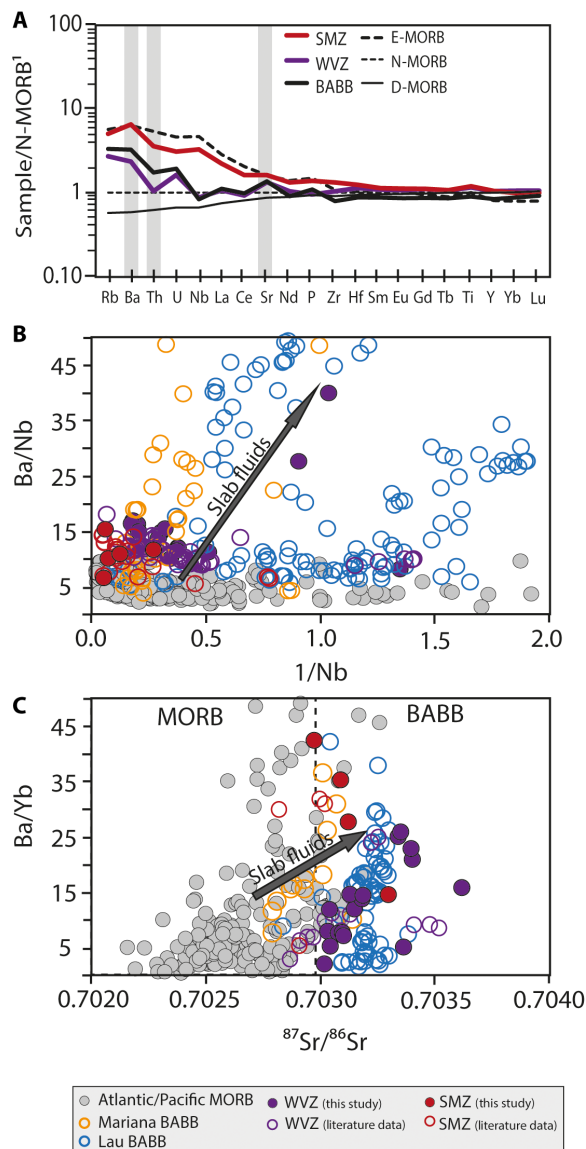 A
100
10
1
0.10
Sample/N-MORB¹
SMZ
WVZ
BABB
E-MORB
N-MORB
D-MORB
Rb Ba Th U Nb La Ce Sr Nd P Zr Hf Sm Eu Gd Tb Ti Y Yb Lu
B
45
35
25
15
5
Ba/Nb
Slab fluids
0.0 0.5 1.0 1.5 2.0
1/Nb
C
MORB BABB
45
35
25
15
5
Ba/Yb
Slab fluids
0.7020 0.7025 0.7030 0.7035 0.7040
⁸⁷Sr/⁸⁶Sr
Atlantic/Pacific MORB WVZ (this study) SMZ (this study)
Mariana BABB WVZ (literature data) SMZ (literature data)
Lau BABB